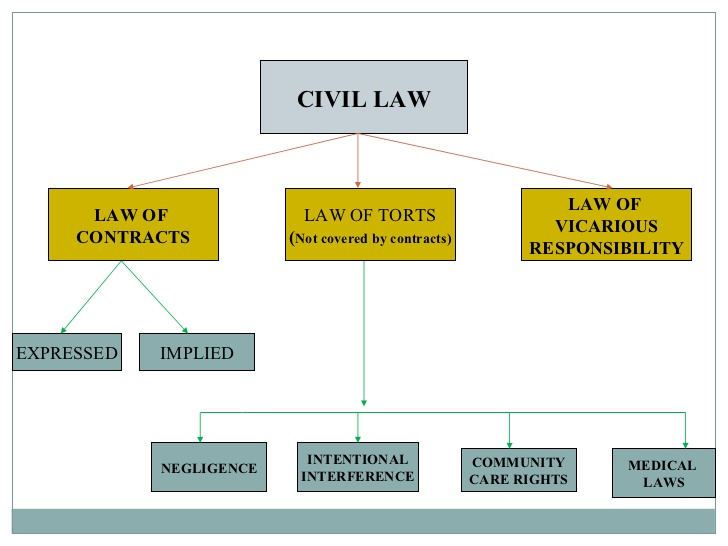 CIVIL LAW
LAW OF
CONTRACTS
LAW OF TORTS
(Not covered by contracts)
LAW OF
VICARIOUS
RESPONSIBILITY
EXPRESSED
IMPLIED
NEGLIGENCE
INTENTIONAL
INTERFERENCE
COMMUNITY
CARE RIGHTS
MEDICAL
LAWS